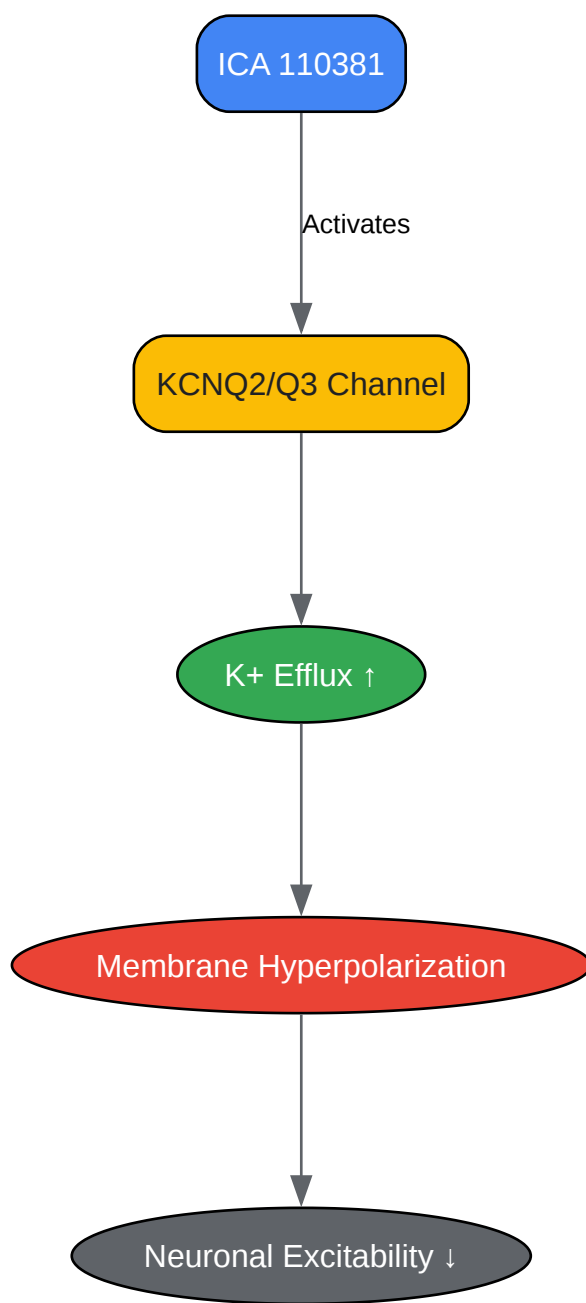 ICA 110381
Activates
KCNQ2/Q3 Channel
K+ Efflux ↑
Membrane Hyperpolarization
Neuronal Excitability ↓